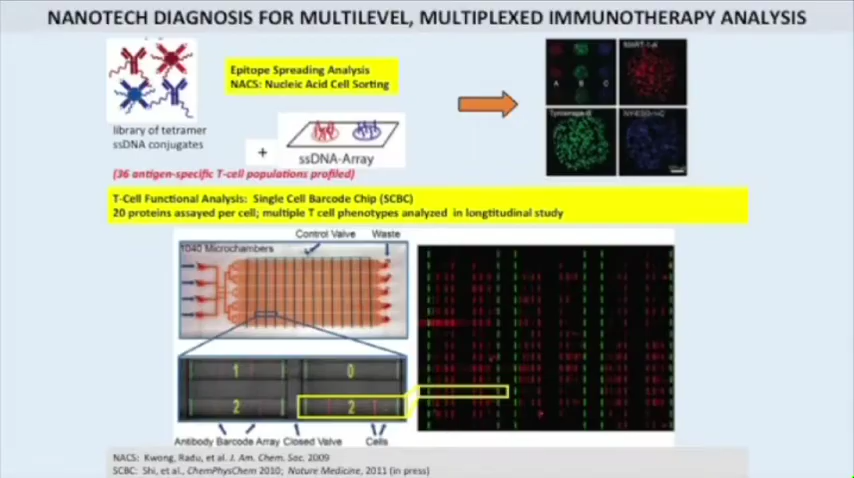 NANOTECH DIAGNOSIS FOR MULTILEVEL, MULTIPLEXED IMMUNOTHERAPY ANALYSIS
Epitope Spreading Analysis
NACS: Nucleic Acid Cell Sorting
library of tetramer
ssDNA conjugates
+
ssDNA-Array
(36 antigen-specific T-cell populations profiled)
A B C
MART-1-A
Tyrosinase-B
T-Cell Functional Analysis: Single Cell Barcode Chip (SCBC)
20 proteins assayed per cell; multiple T cell phenotypes analyzed in longtitudinal study
Control Valve Waste
1040 Microchambers
1 0
2 2
Antibody Barcode Array Closed Valve Cells
NACS: Kwong, Radu, et al. J. Am. Chem. Soc. 2009
SCBC: Shi, et al., ChemPhysChem 2010; Nature Medicine, 2011 (in press)